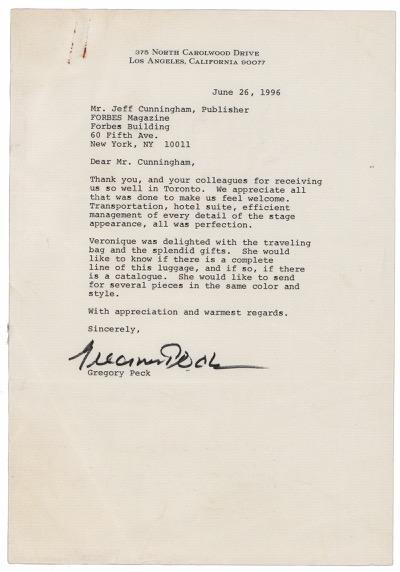 375 North Carolwood Drive
Los Angeles, California 90077
June 26, 1996
Mr. Jeff Cunningham, Publisher
FORBES Magazine
Forbes Building
60 Fifth Ave.
New York, NY 10011
Dear Mr. Cunningham,
Thank you, and your colleagues for receiving
us so well in Toronto. We appreciate all
that was done to make us feel welcome.
Transportation, hotel suite, efficient
management of every detail of the stage
appearance, all was perfection.
Veronique was delighted with the traveling
bag and the splendid gifts. She would
like to know if there is a complete
line of this luggage, and if so, if there
is a catalogue. She would like to send
for several pieces in the same color and
style.
With appreciation and warmest regards.
Sincerely,
Gregory Peck
Gregory Peck